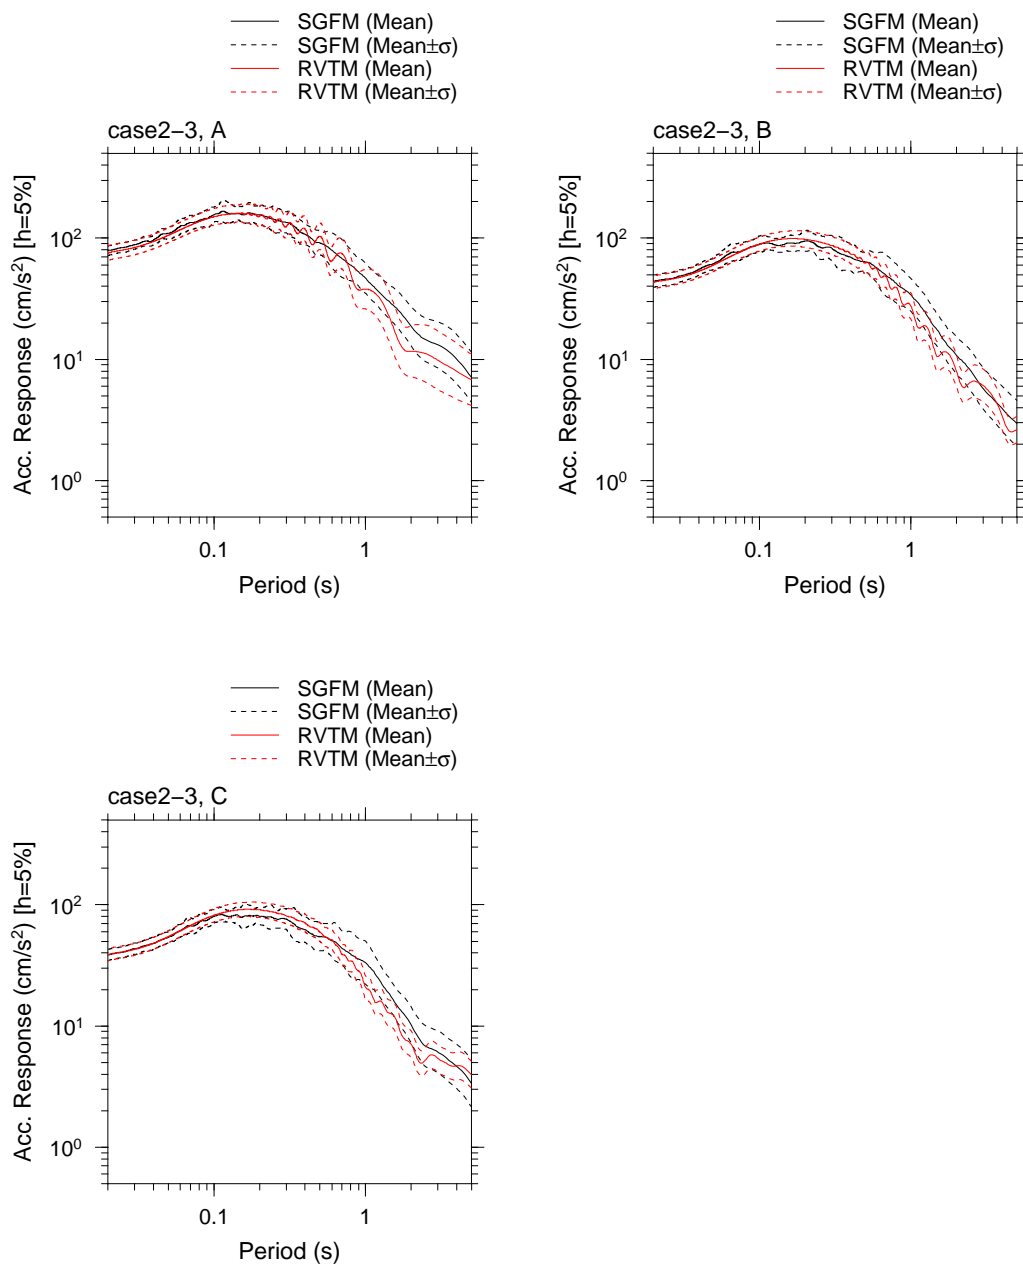 SGFM (Mean)
SGFM (Mean±σ)
RVTM (Mean)
RVTM (Mean±σ)
case2−3, A
Acc. Response (cm/s²) [h=5%]
10²
10¹
10⁰
0.1 1
Period (s)
SGFM (Mean)
SGFM (Mean±σ)
RVTM (Mean)
RVTM (Mean±σ)
case2−3, B
Acc. Response (cm/s²) [h=5%]
10²
10¹
10⁰
0.1 1
Period (s)
SGFM (Mean)
SGFM (Mean±σ)
RVTM (Mean)
RVTM (Mean±σ)
case2−3, C
Acc. Response (cm/s²) [h=5%]
10²
10¹
10⁰
0.1 1
Period (s)